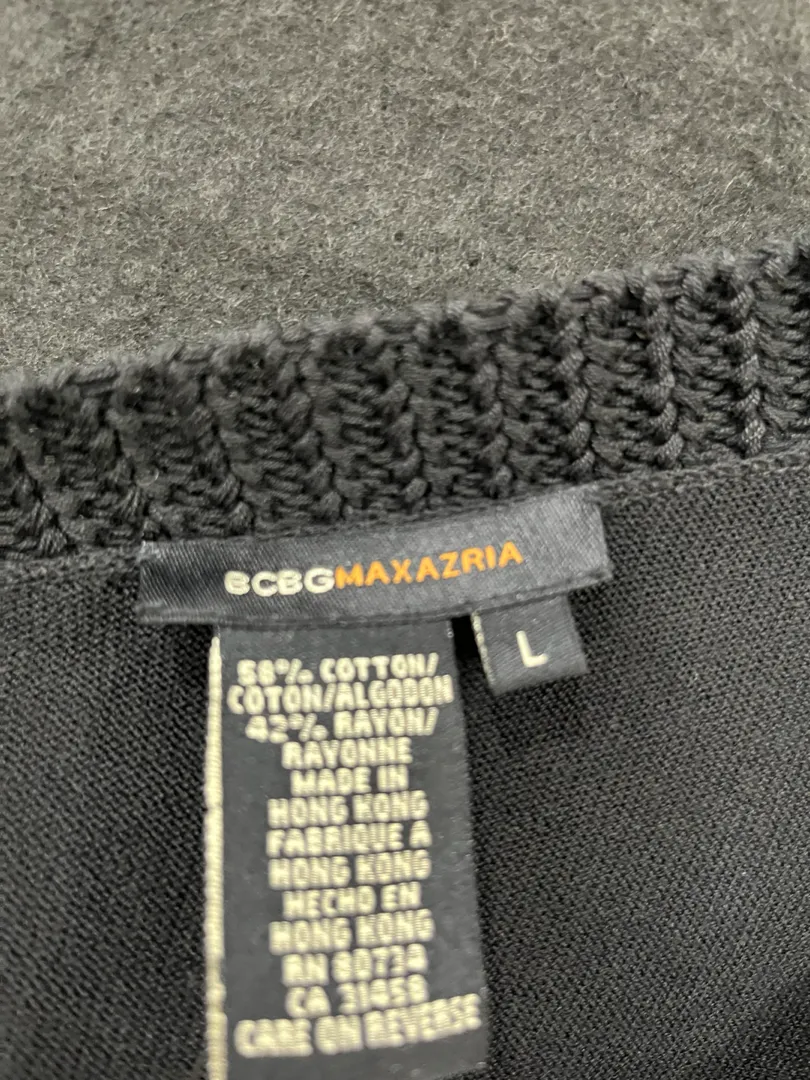 BCBGMAXAZRIA
L
58% COTTON/
COTON/ALGODON
42% RAYON/
RAYONNE
MADE IN
HONG KONG
FABRIQUE A
HONG KONG
HECHO EN
HONG KONG
RN 80734
CA 31458
CARE ON REVERSE